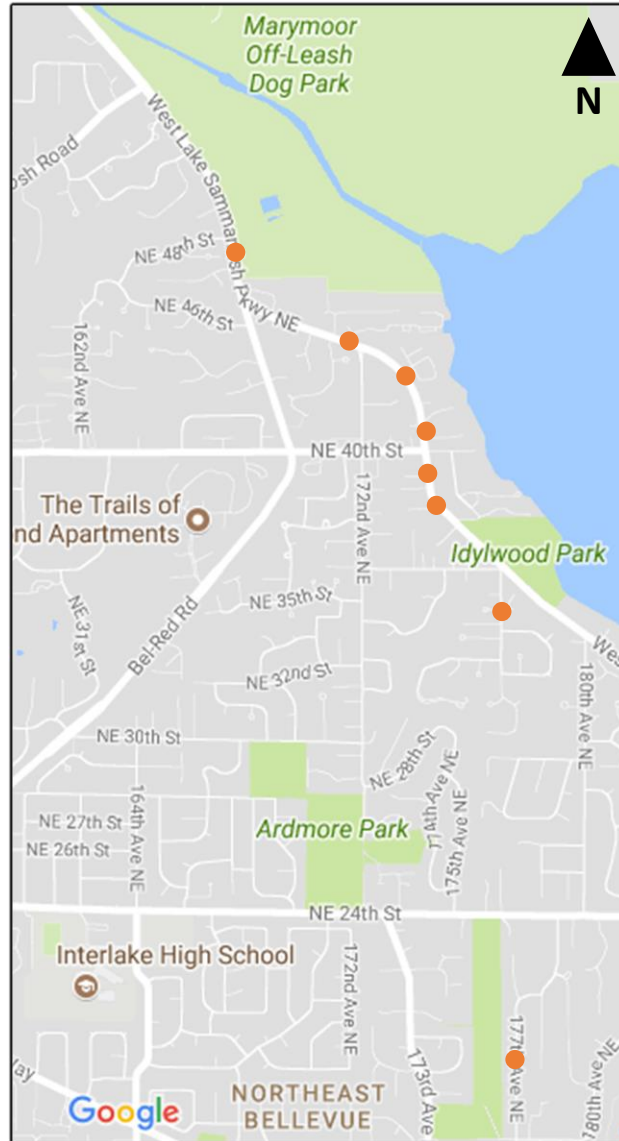 Marymoor
Off-Leash
Dog Park
N
osh Road
West Lake Sammamish Pkwy NE
NE 48th St
NE 46th St
162nd Ave NE
NE 40th St
The Trails of
nd Apartments
172nd Ave NE
Idylwood Park
NE 35th St
NE 31st St
Bel-Red Rd
Wes
NE 32nd St
180th Ave NE
NE 30th St
NE 28th St
174th Ave NE
175th Ave NE
164th Ave NE
NE 27th St
Ardmore Park
NE 26th St
NE 24th St
Interlake High School
172nd Ave NE
177th Ave NE
173rd Ave
180th Ave NE
Way
Google
NORTHEAST
BELLEVUE